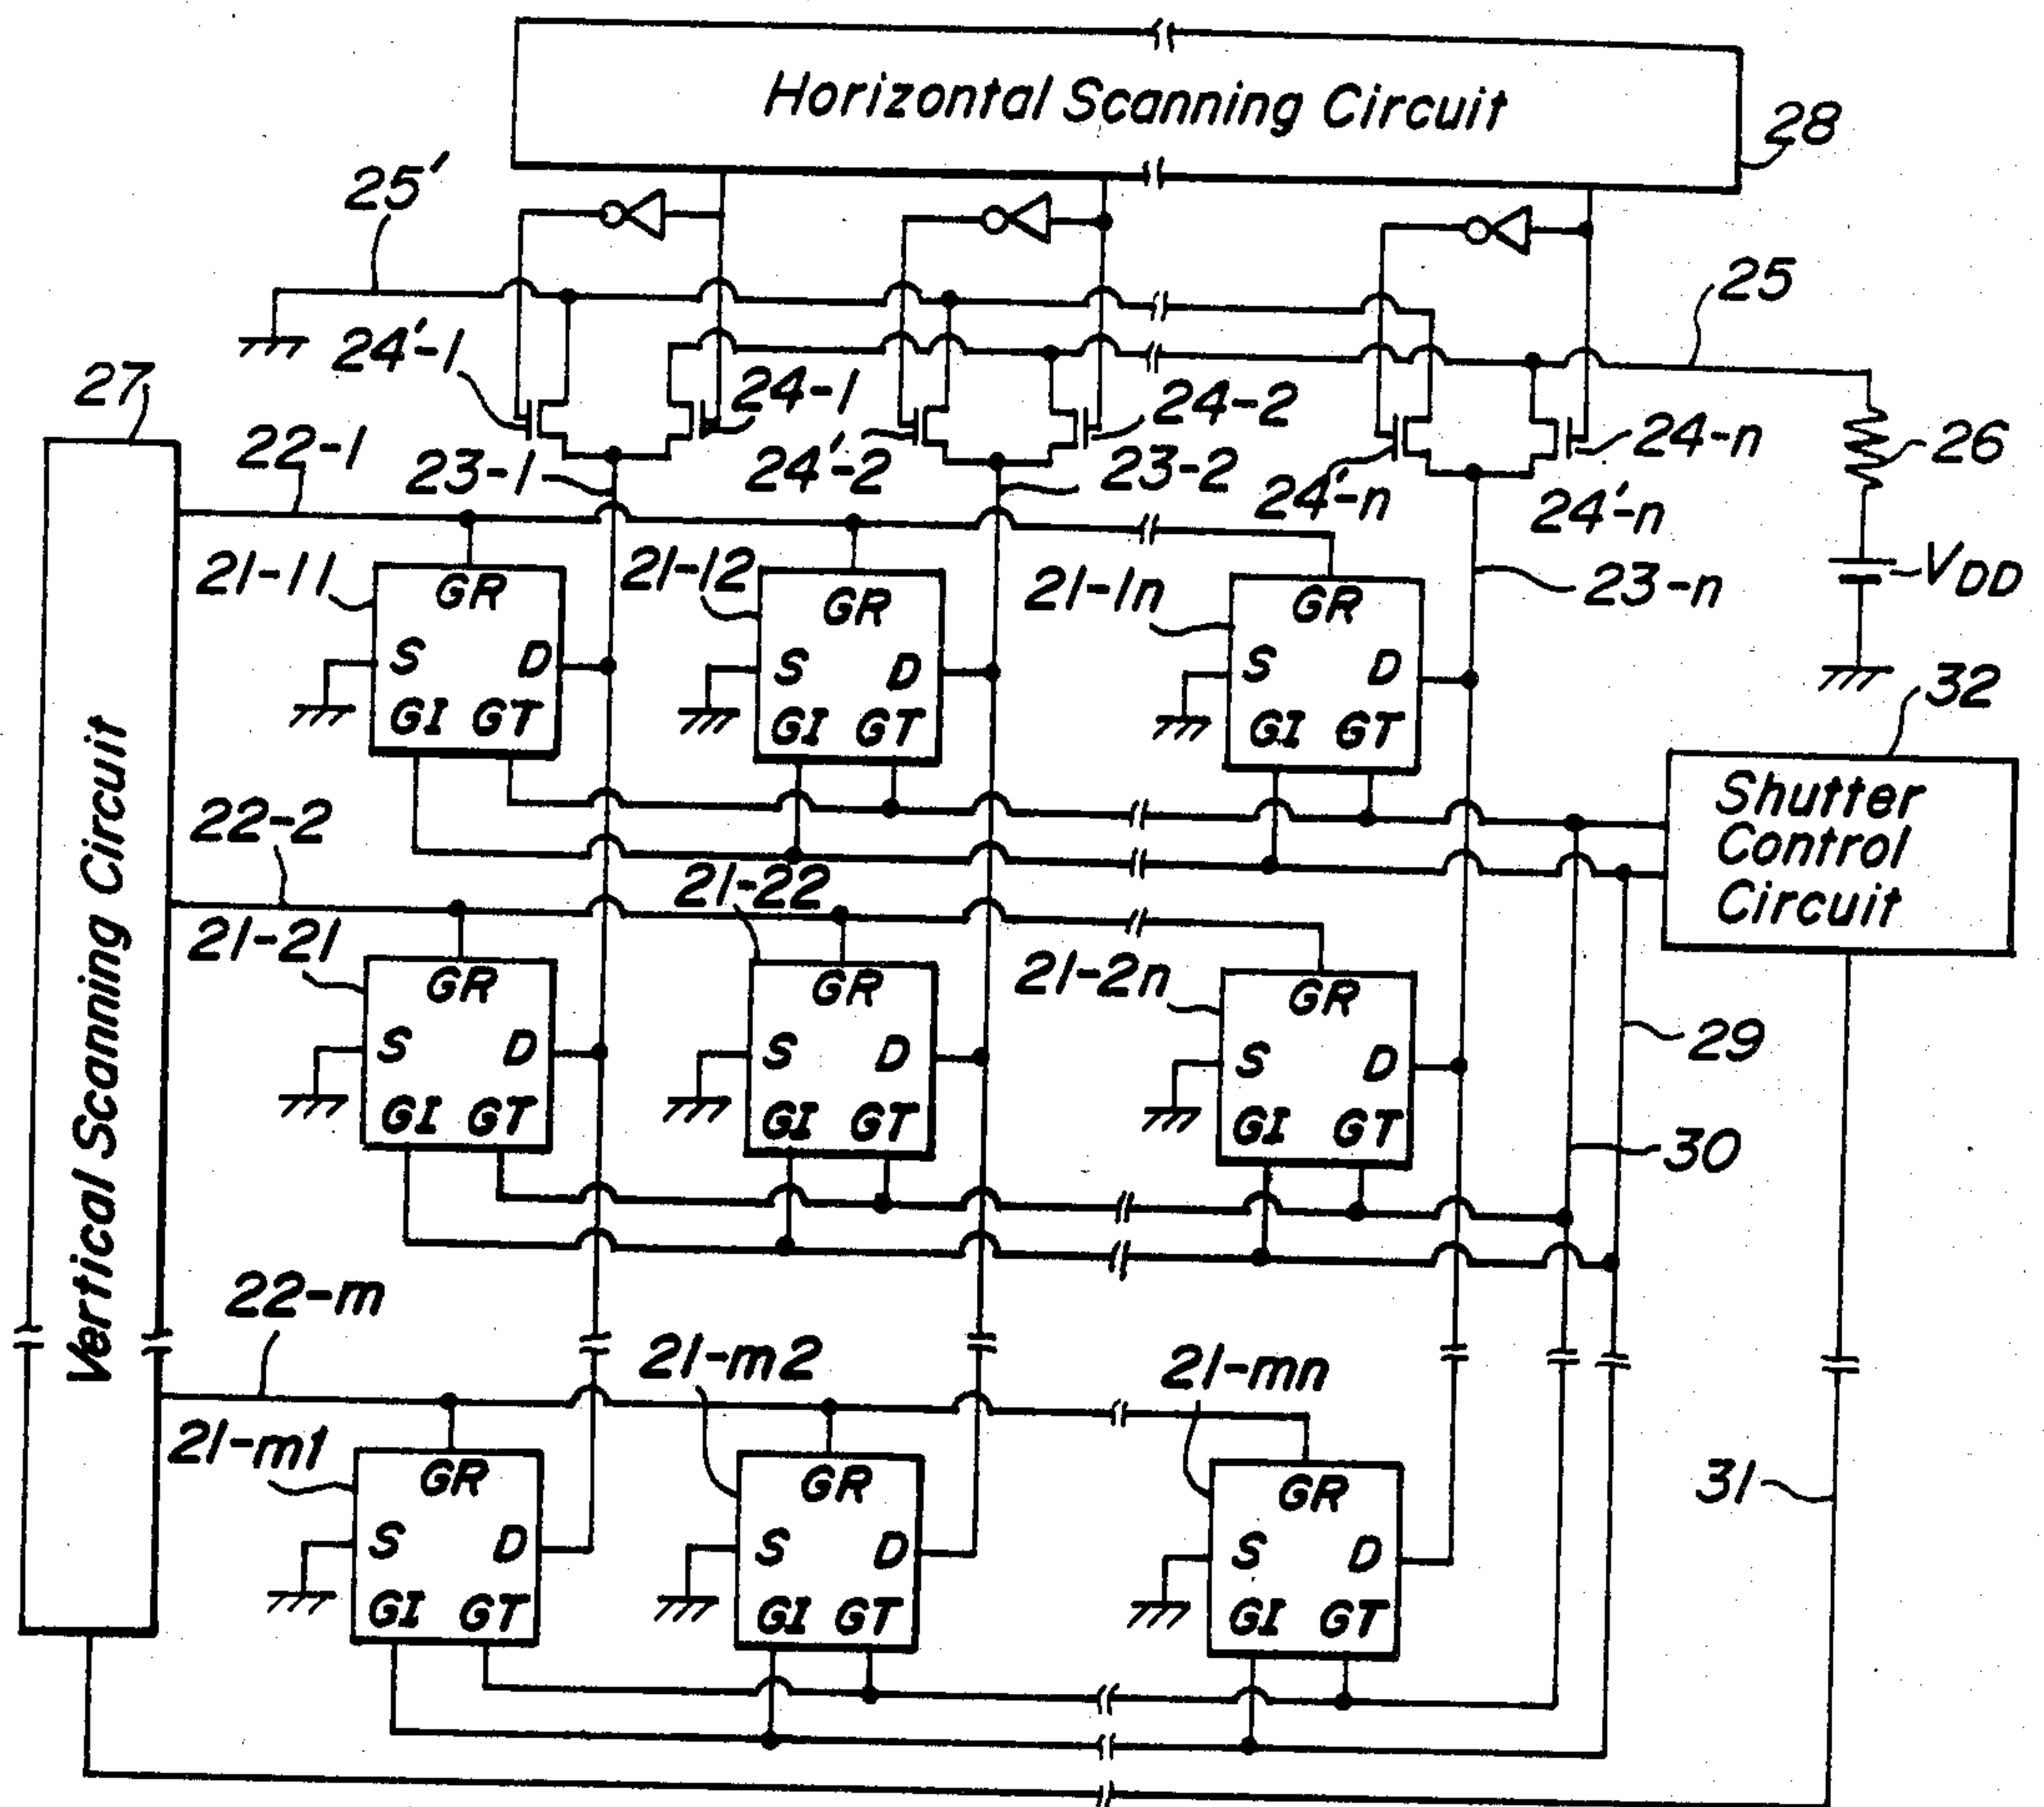 Horizontal Scanning Circuit
28
25'
25
24'-1
24-1
24-2
24-n
26
27
22-1
23-1
24'-2
23-2
24'-n
24'-n
VDD
23-n
21-11
GR
S
D
GI
GT
21-12
GR
S
D
GI
GT
21-1n
GR
S
D
GI
GT
32
Shutter
Control
Circuit
Vertical Scanning Circuit
22-2
21-21
GR
S
D
GI
GT
21-22
GR
S
D
GI
GT
21-2n
GR
S
D
GI
GT
29
30
22-m
21-m1
GR
S
D
GI
GT
21-m2
GR
S
D
GI
GT
21-mn
GR
S
D
GI
GT
31